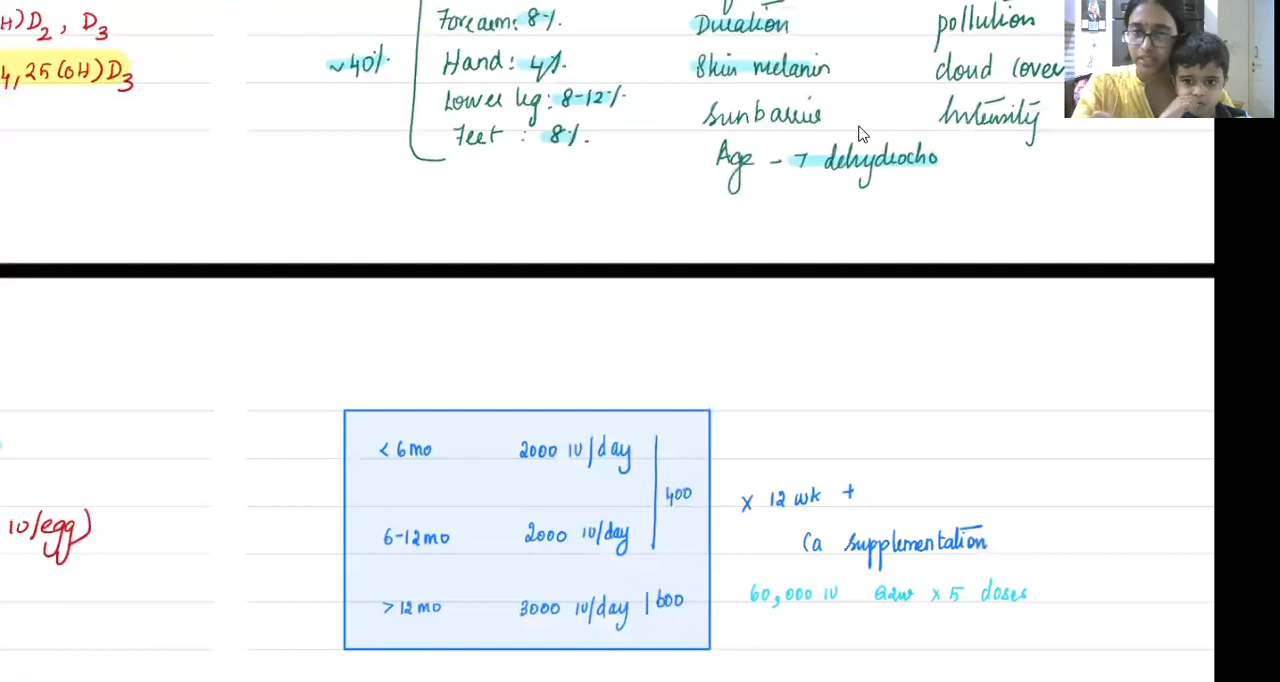 H)D2, D3
4,25(OH)D3
~40%
Forearm: 8%.
Hand: 4%.
Lower leg: 8-12%
Feet : 8%.
Duration
Skin melanin
Sunbarrier
Age - 7 dehydrocho
pollution
cloud cover
Intensity
10/egg)
< 6mo 2000 IU/day
400
6-12mo 2000 IU/day
> 12mo 3000 IU/day 600
x 12 wk +
Ca supplementation
60,000 IU Q2w x 5 doses